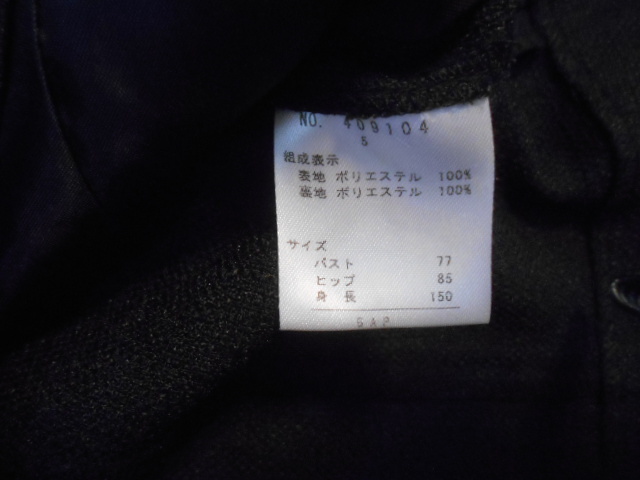 NO. 409104
5
組成表示
表地 ポリエステル 100%
裏地 ポリエステル 100%
サイズ
バスト 77
ヒップ 85
身長 150
5AP